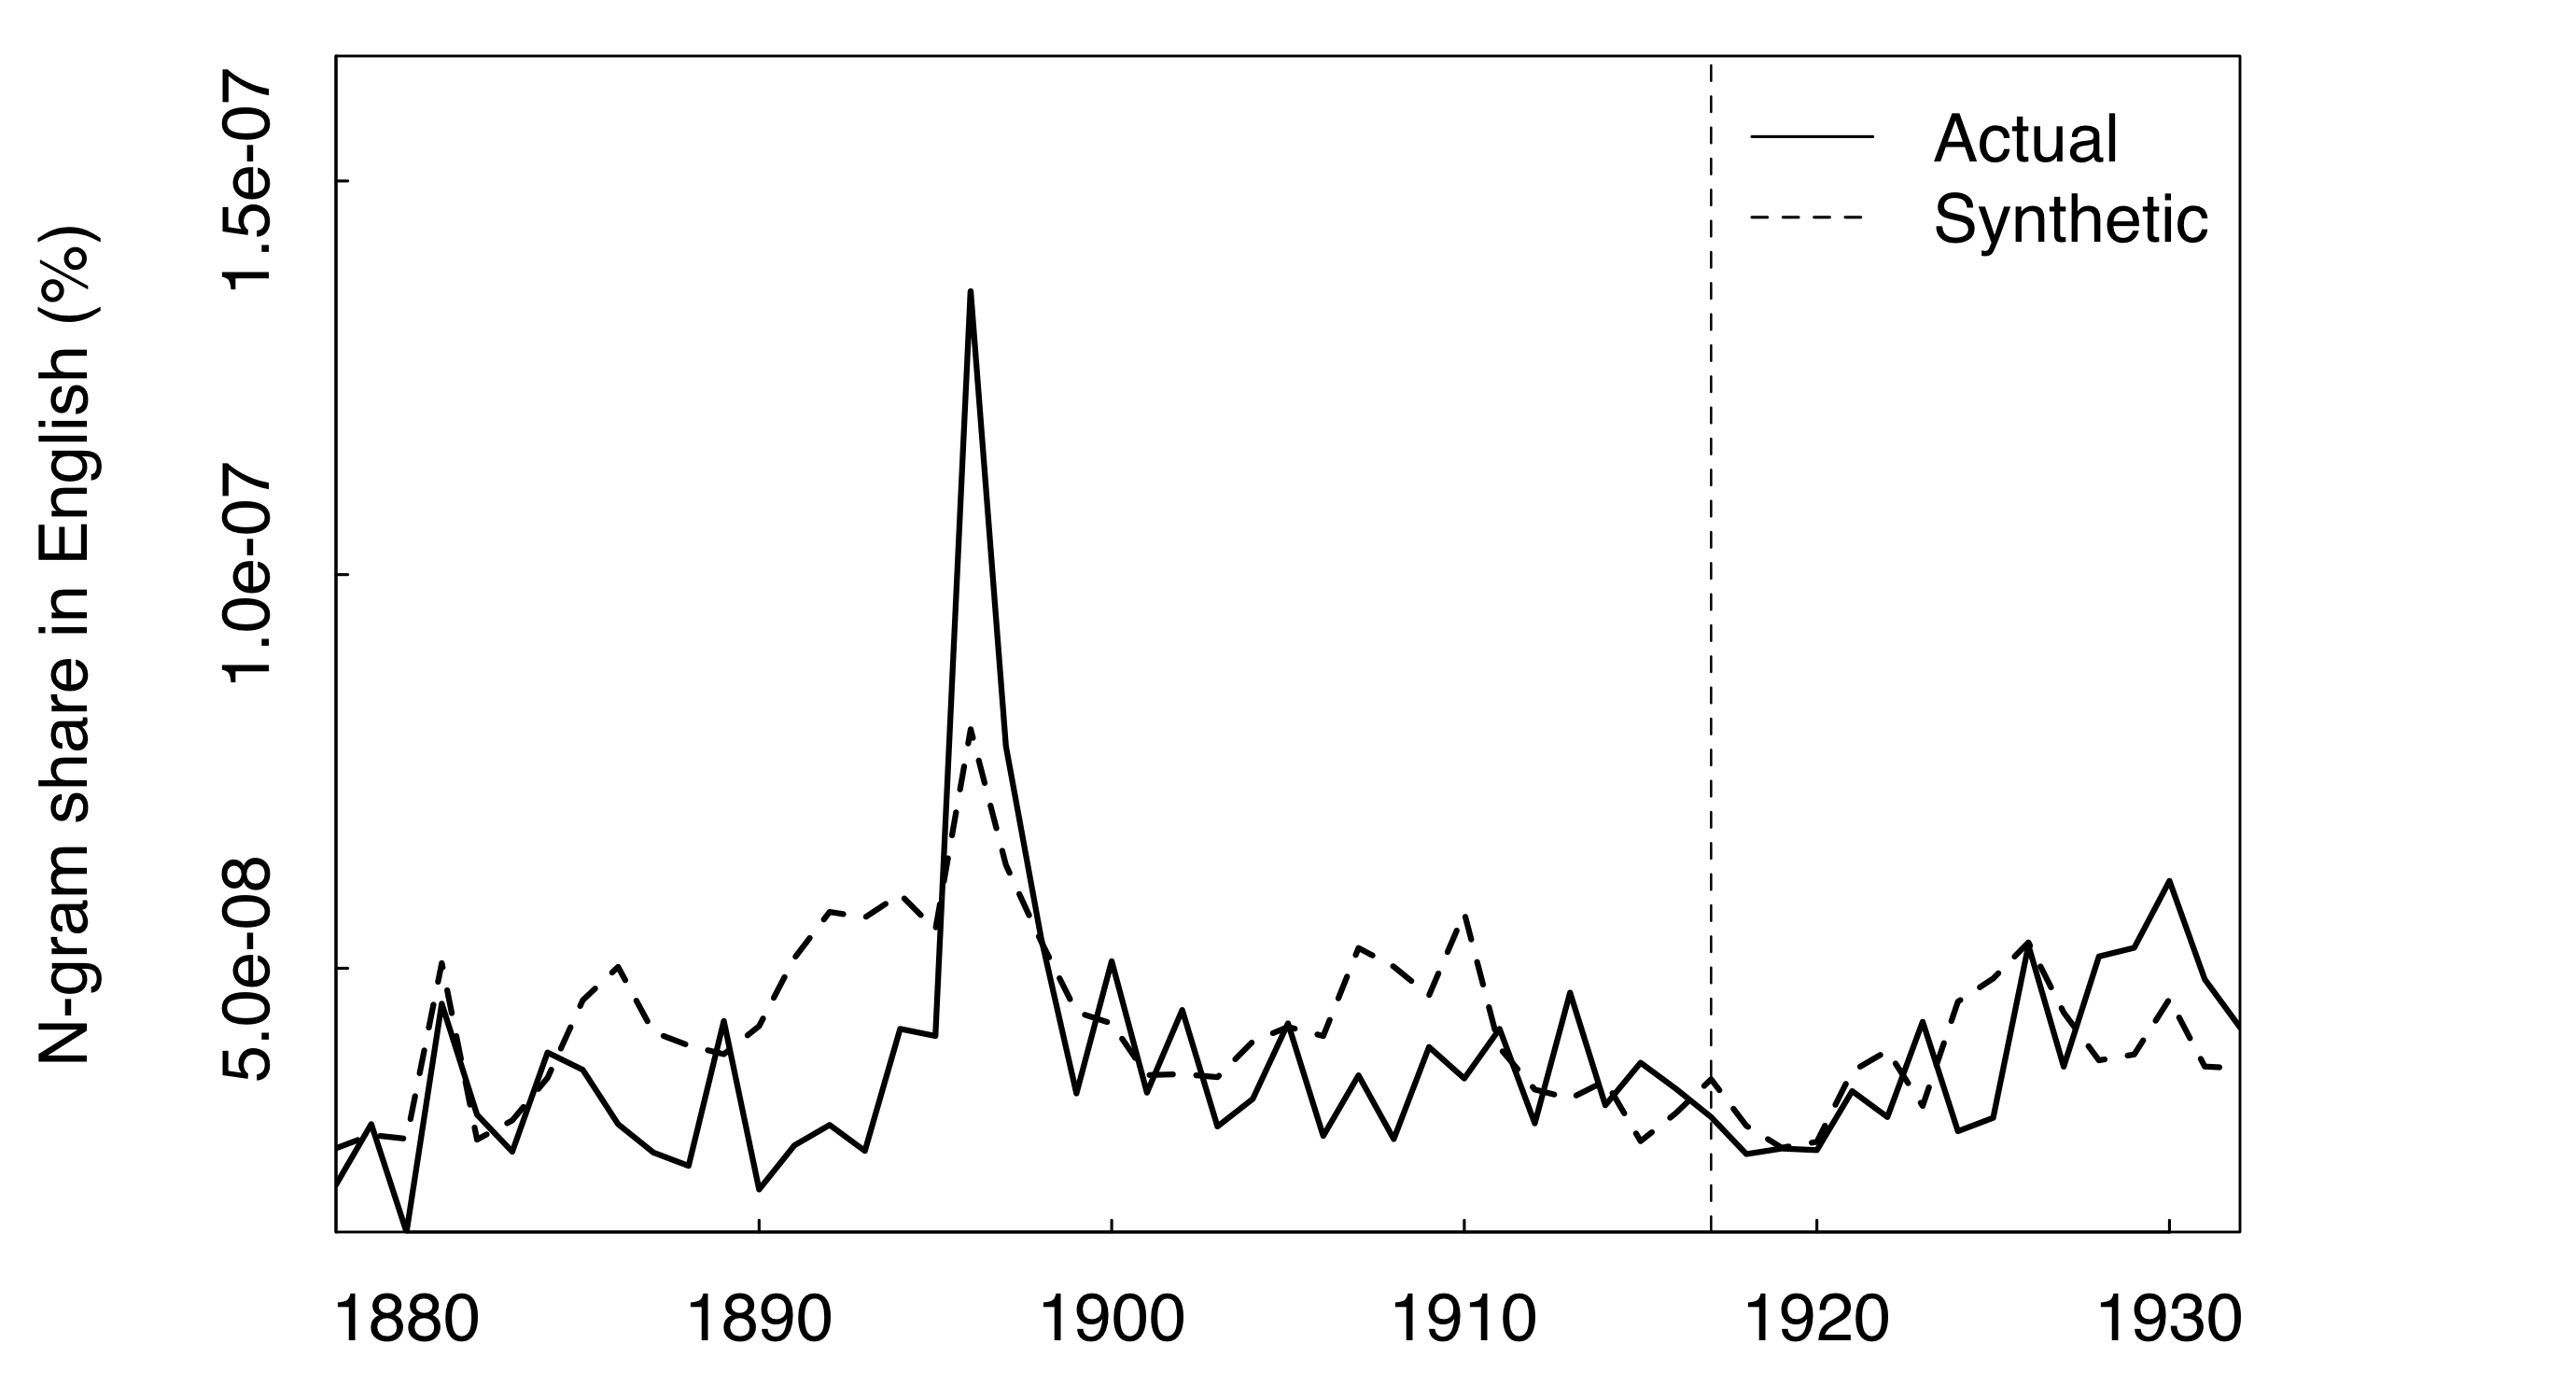 N-gram share in English (%)
1.5e-07
1.0e-07
5.0e-08
Actual
Synthetic
1880 1890 1900 1910 1920 1930